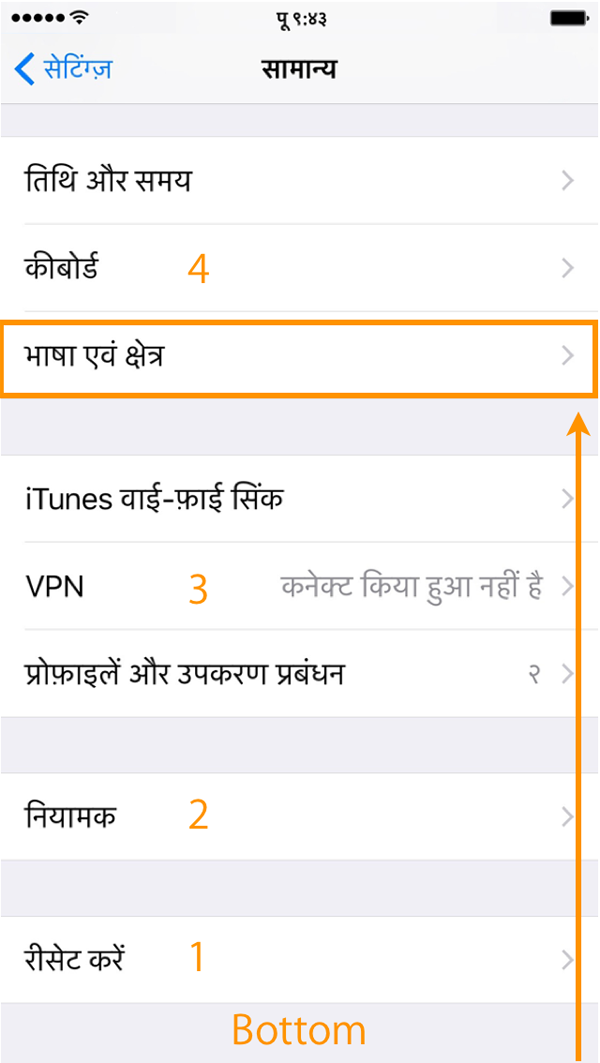 पू ९:४३
सेटिंग्ज़ सामान्य
तिथि और समय
कीबोर्ड 4
भाषा एवं क्षेत्र
iTunes वाई-फ़ाई सिंक
VPN 3 कनेक्ट किया हुआ नहीं है
प्रोफ़ाइलें और उपकरण प्रबंधन २
नियामक 2
रीसेट करें 1
Bottom